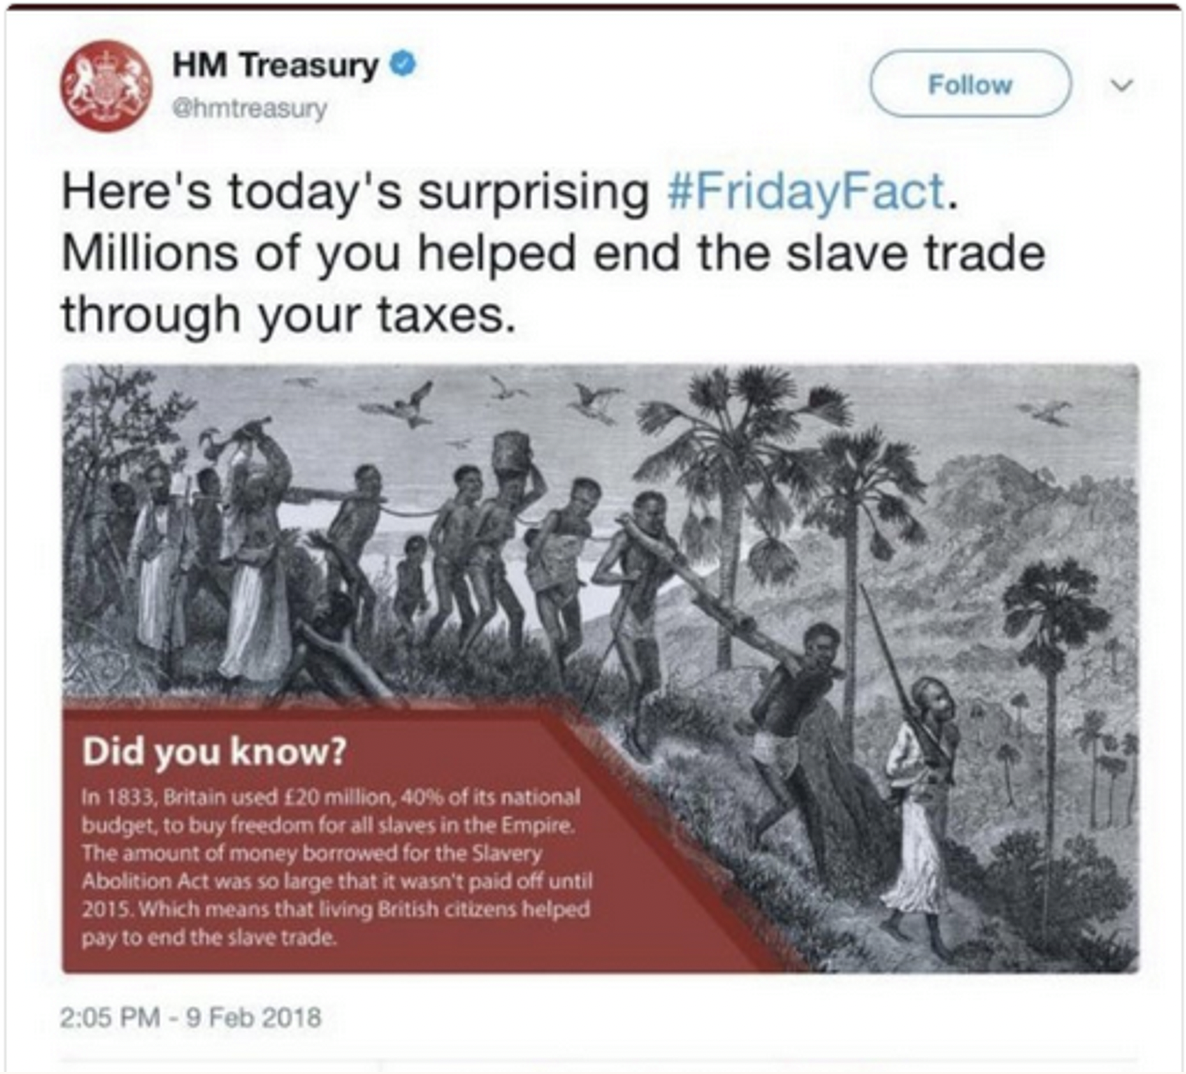 HM Treasury
@hmtreasury
Follow
Here's today's surprising #FridayFact.
Millions of you helped end the slave trade
through your taxes.
Did you know?
In 1833, Britain used £20 million, 40% of its national
budget, to buy freedom for all slaves in the Empire.
The amount of money borrowed for the Slavery
Abolition Act was so large that it wasn't paid off until
2015. Which means that living British citizens helped
pay to end the slave trade.
2:05 PM - 9 Feb 2018